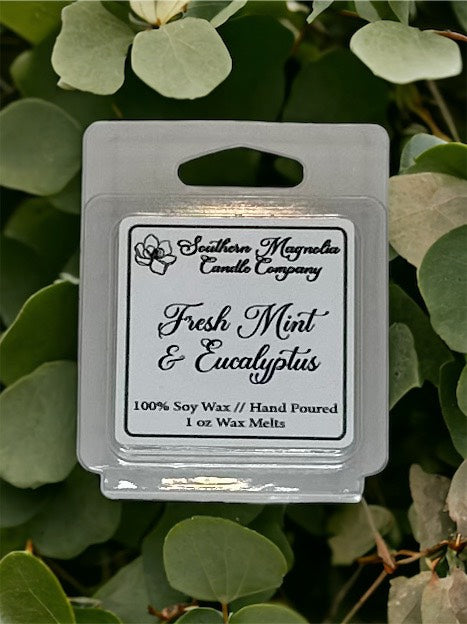 Southern Magnolia
Candle Company
Fresh Mint
& Eucalyptus
100% Soy Wax // Hand Poured
1 oz Wax Melts